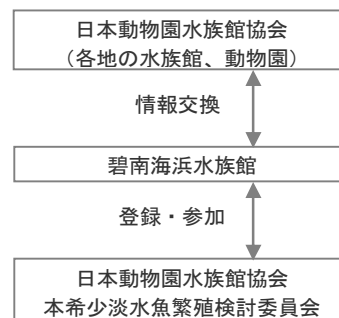 日本動物園水族館協会
（各地の水族館、動物園）
情報交換
碧南海浜水族館
登録・参加
日本動物園水族館協会
本希少淡水魚繁殖検討委員会